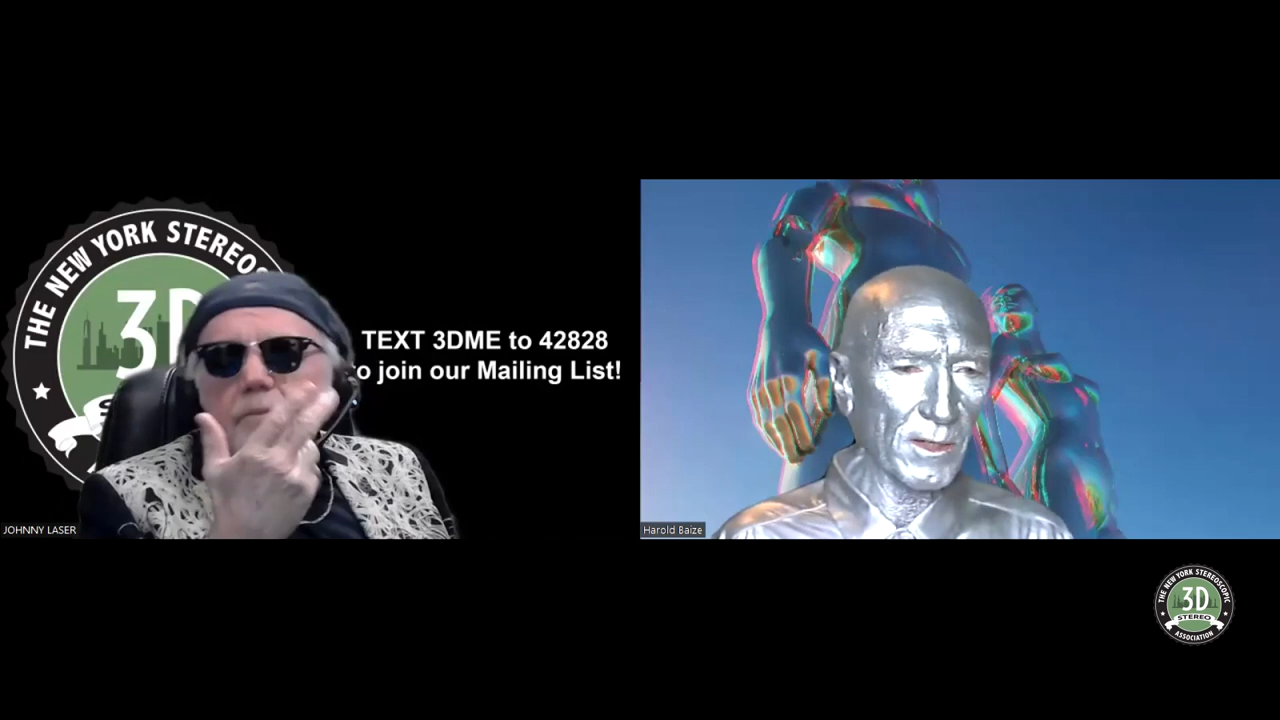 THE NEW YORK STEREO
3D
S
TEXT 3DME to 42828
o join our Mailing List!
JOHNNY LASER
Harold Baize
THE NEW YORK STEREOSCOPIC
3D
STEREO
ASSOCIATION